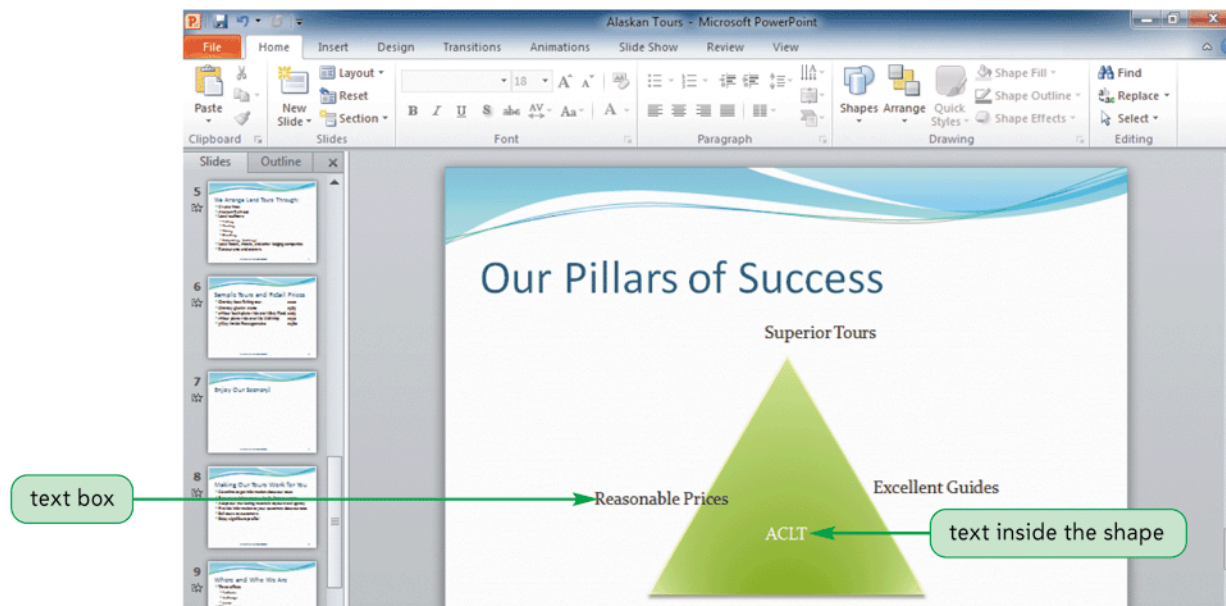 Alaskan Tours - Microsoft PowerPoint
File Home Insert Design Transitions Animations Slide Show Review View
Paste
New Slide
Layout
Reset
Section
18
B I U S abc AV Aa A
Shapes Arrange Quick Styles
Shape Fill
Shape Outline
Shape Effects
Find
Replace
Select
Clipboard Slides Font Paragraph Drawing Editing
Slides Outline
5
We Arrange Land Tours Through:
6
Sample Tours and Retail Prices
7
Enjoy Our Scenery!
8
Making Our Tours Work for You
9
Where and Who We Are
Our Pillars of Success
Superior Tours
text box
Reasonable Prices
Excellent Guides
ACLT
text inside the shape